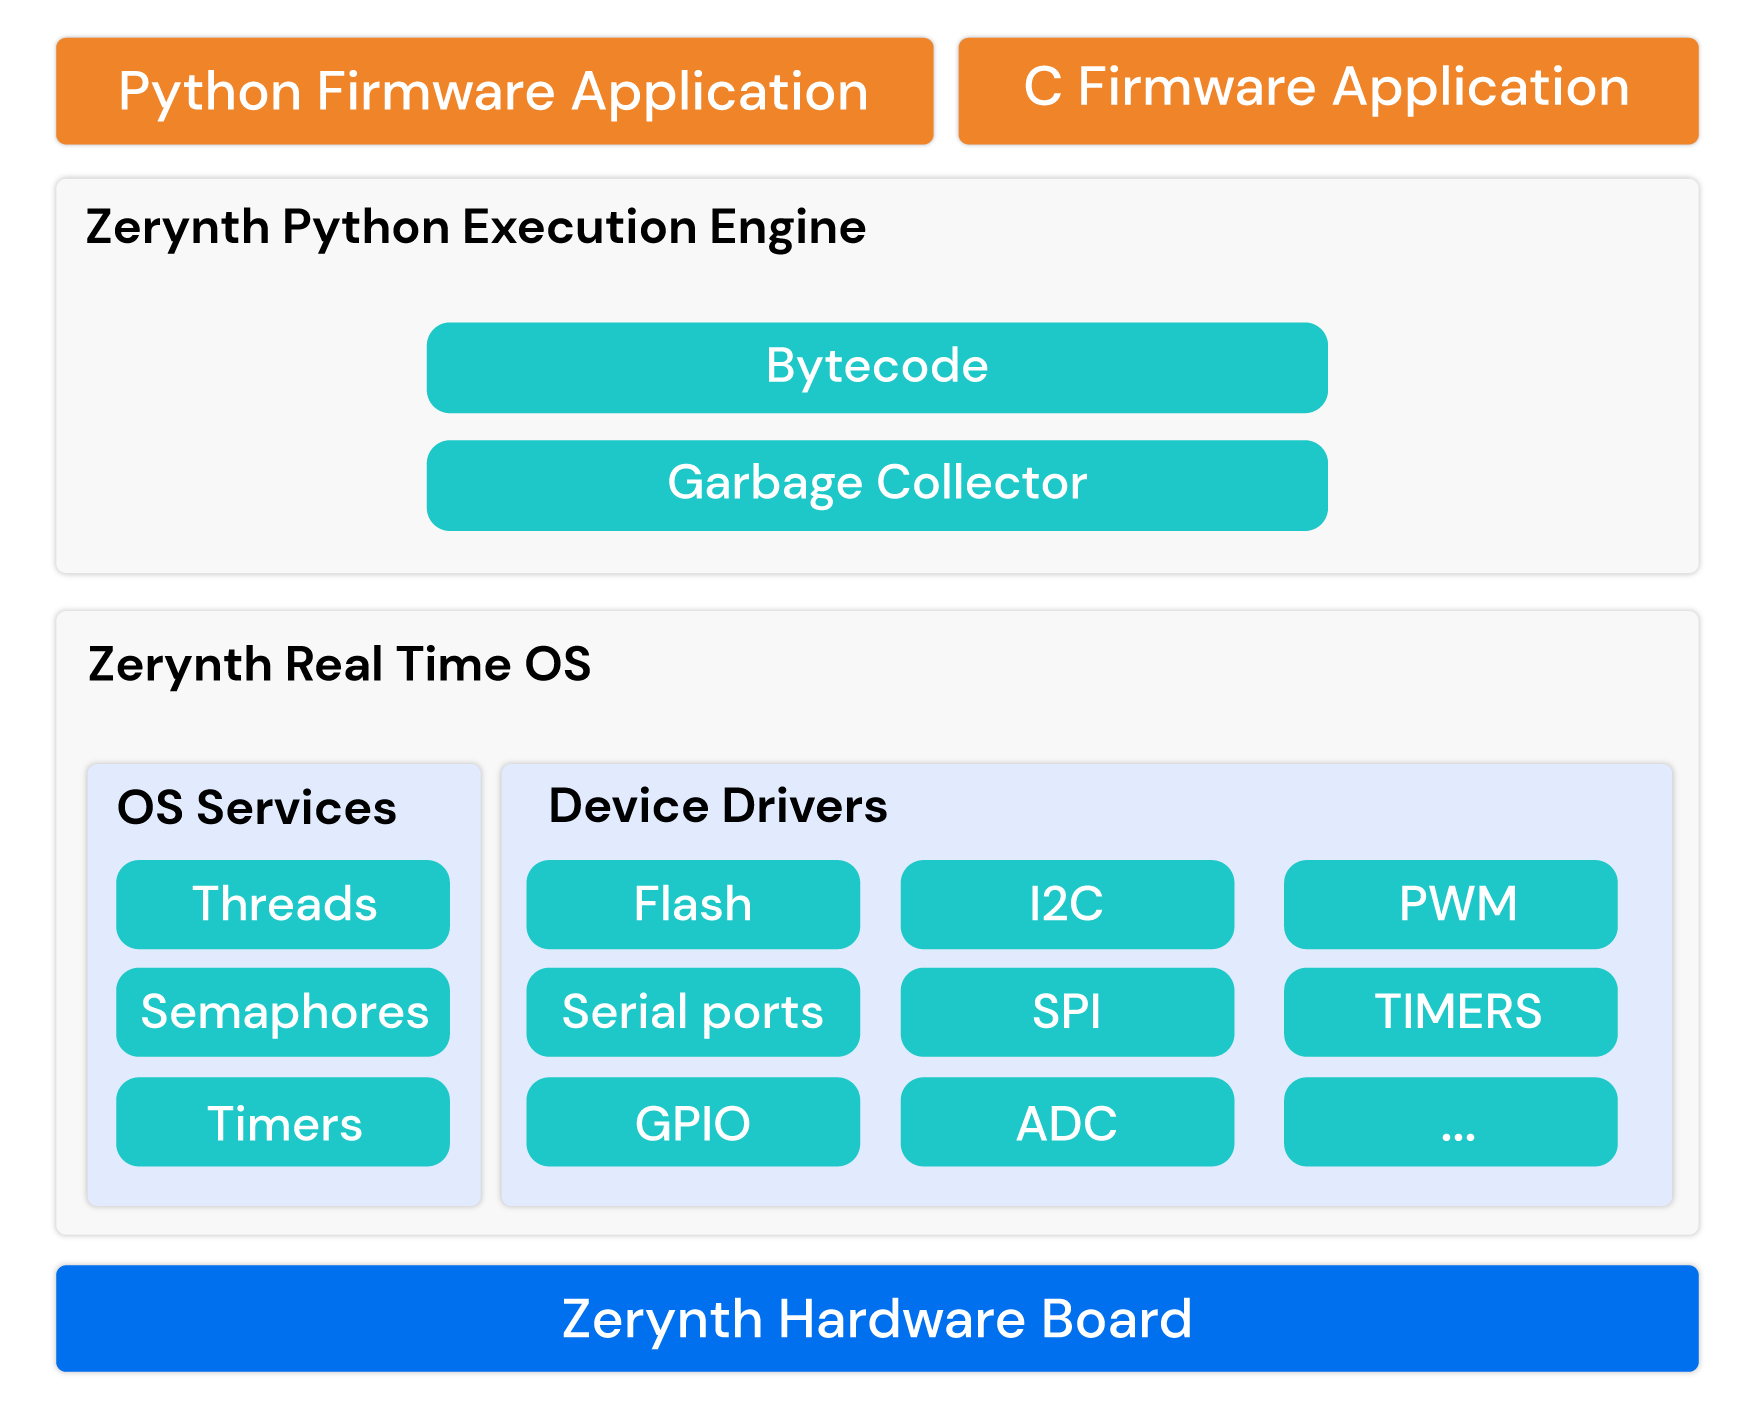 Python Firmware Application
C Firmware Application
Zerynth Python Execution Engine
Bytecode
Garbage Collector
Zerynth Real Time OS
OS Services
Threads
Semaphores
Timers
Device Drivers
Flash
I2C
PWM
Serial ports
SPI
TIMERS
GPIO
ADC
...
Zerynth Hardware Board